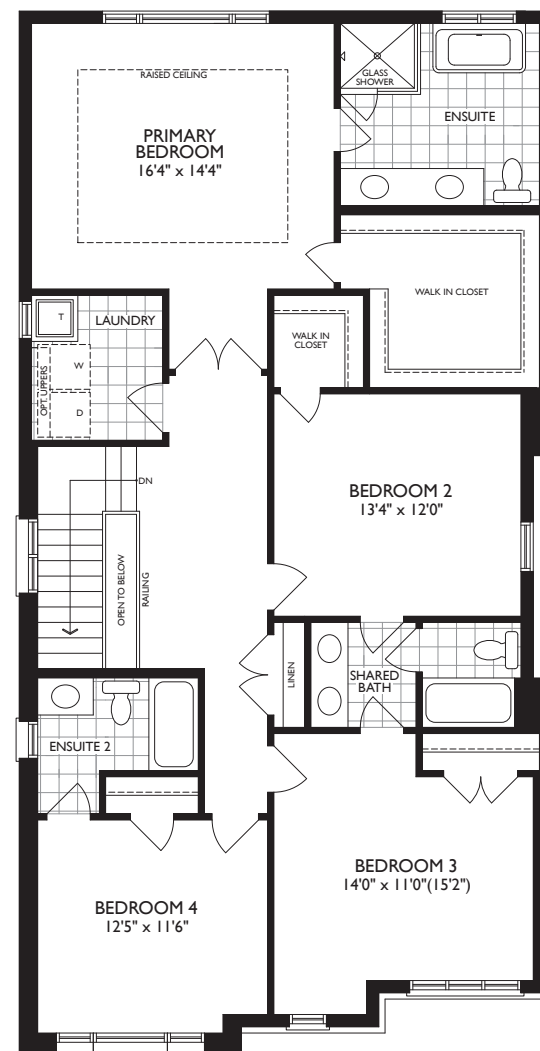 RAISED CEILING
PRIMARY
BEDROOM
16'4" x 14'4"
GLASS
SHOWER
ENSUITE
WALK IN CLOSET
T
LAUNDRY
WALK IN
CLOSET
OPT. UPPERS
W
D
DN
BEDROOM 2
13'4" x 12'0"
OPEN TO BELOW
RAILING
LINEN
SHARED
BATH
ENSUITE 2
BEDROOM 3
14'0" x 11'0"(15'2")
BEDROOM 4
12'5" x 11'6"